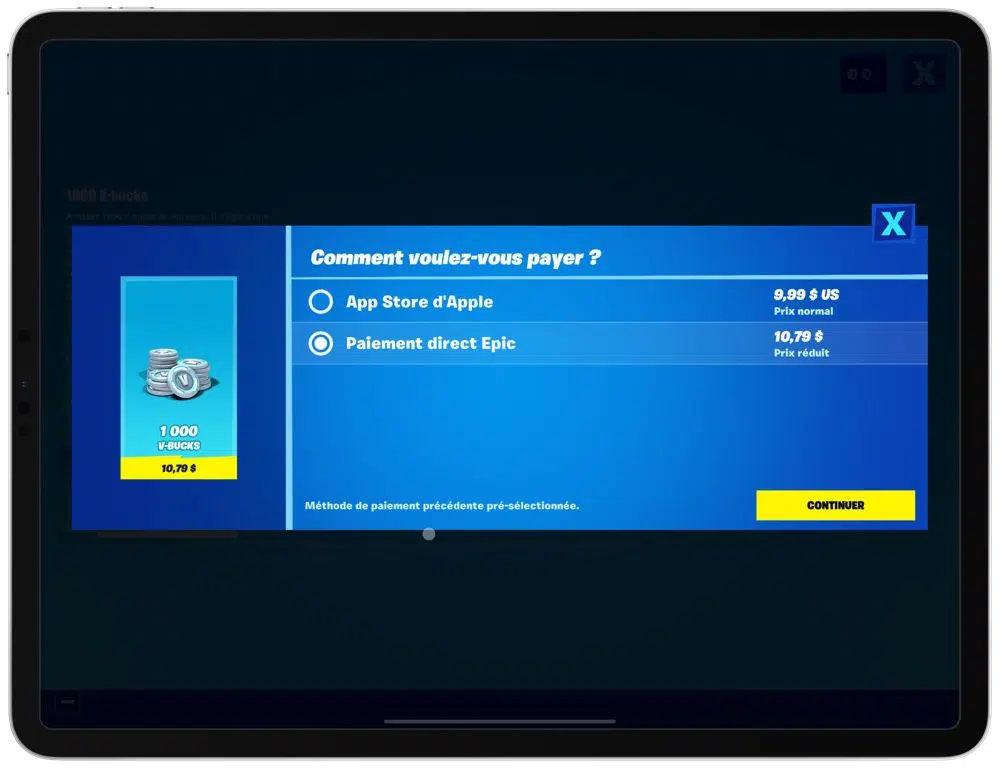 1000 V-bucks
X
Comment voulez-vous payer ?
App Store d'Apple
9,99 $ US
Prix normal
Paiement direct Epic
10,79 $
Prix réduit
1 000
V-BUCKS
10,79 $
Méthode de paiement précédente pré-sélectionnée.
CONTINUER